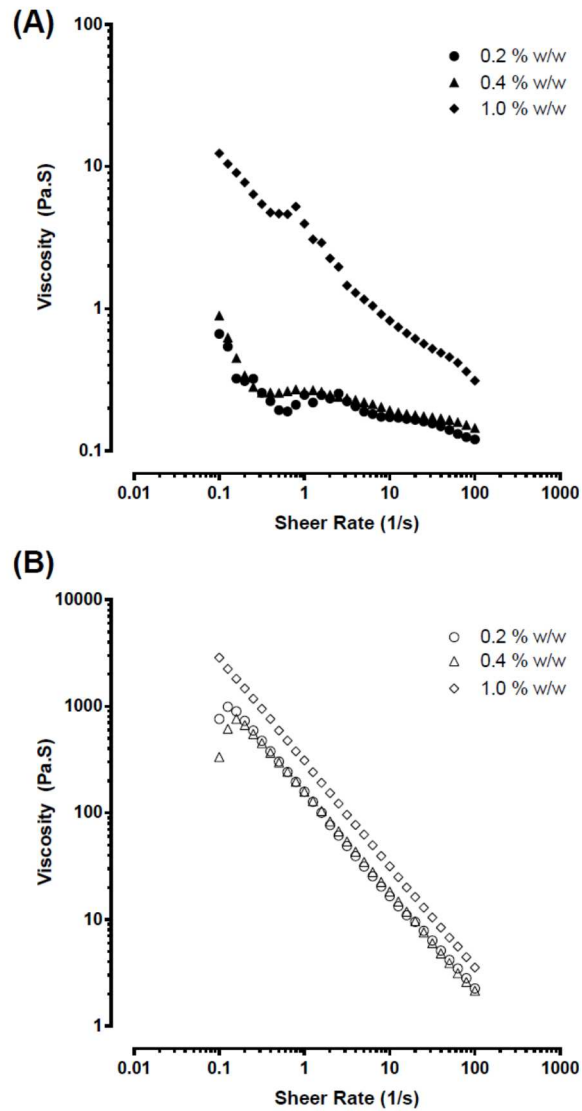 (A)
100
10
1
0.1
Viscosity (Pa.S)
0.2 % w/w
0.4 % w/w
1.0 % w/w
0.01 0.1 1 10 100 1000
Sheer Rate (1/s)
(B)
10000
1000
100
10
1
Viscosity (Pa.S)
0.2 % w/w
0.4 % w/w
1.0 % w/w
0.01 0.1 1 10 100 1000
Sheer Rate (1/s)